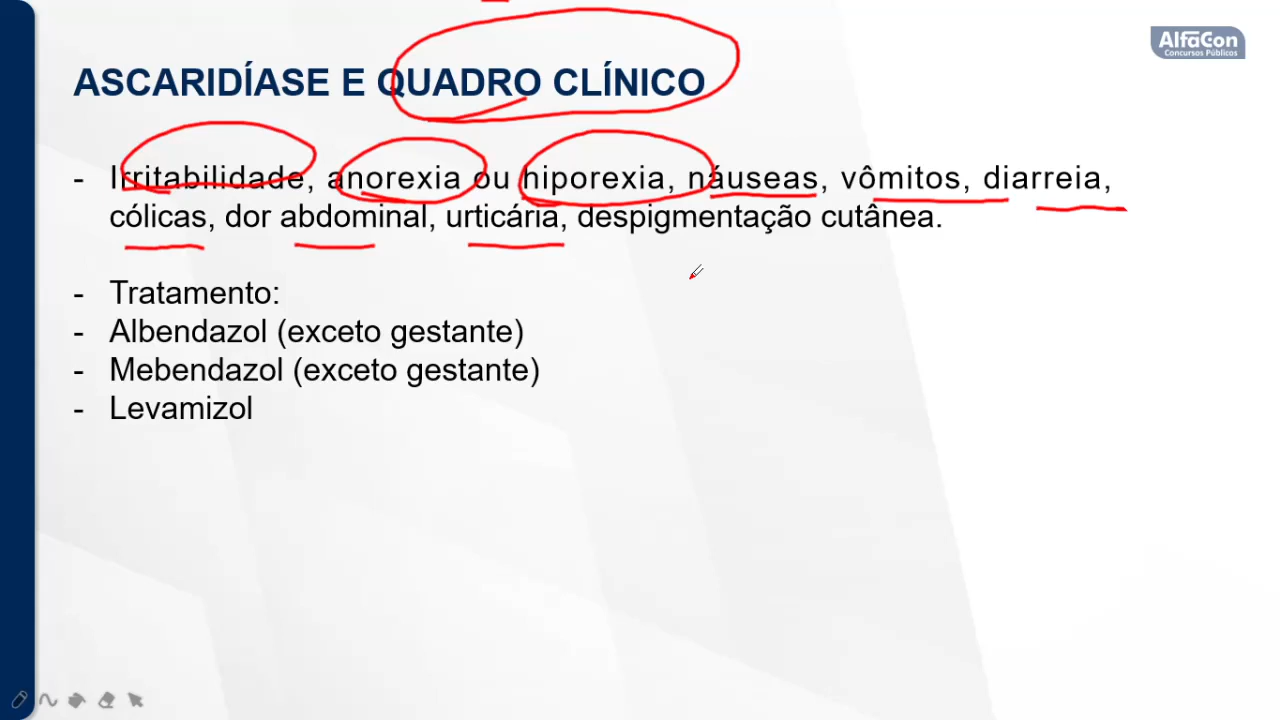 AlfaCon
Concursos Públicos
ASCARIDÍASE E QUADRO CLÍNICO
- Irritabilidade, anorexia ou hiporexia, náuseas, vômitos, diarreia,
cólicas, dor abdominal, urticária, despigmentação cutânea.
- Tratamento:
- Albendazol (exceto gestante)
- Mebendazol (exceto gestante)
- Levamizol